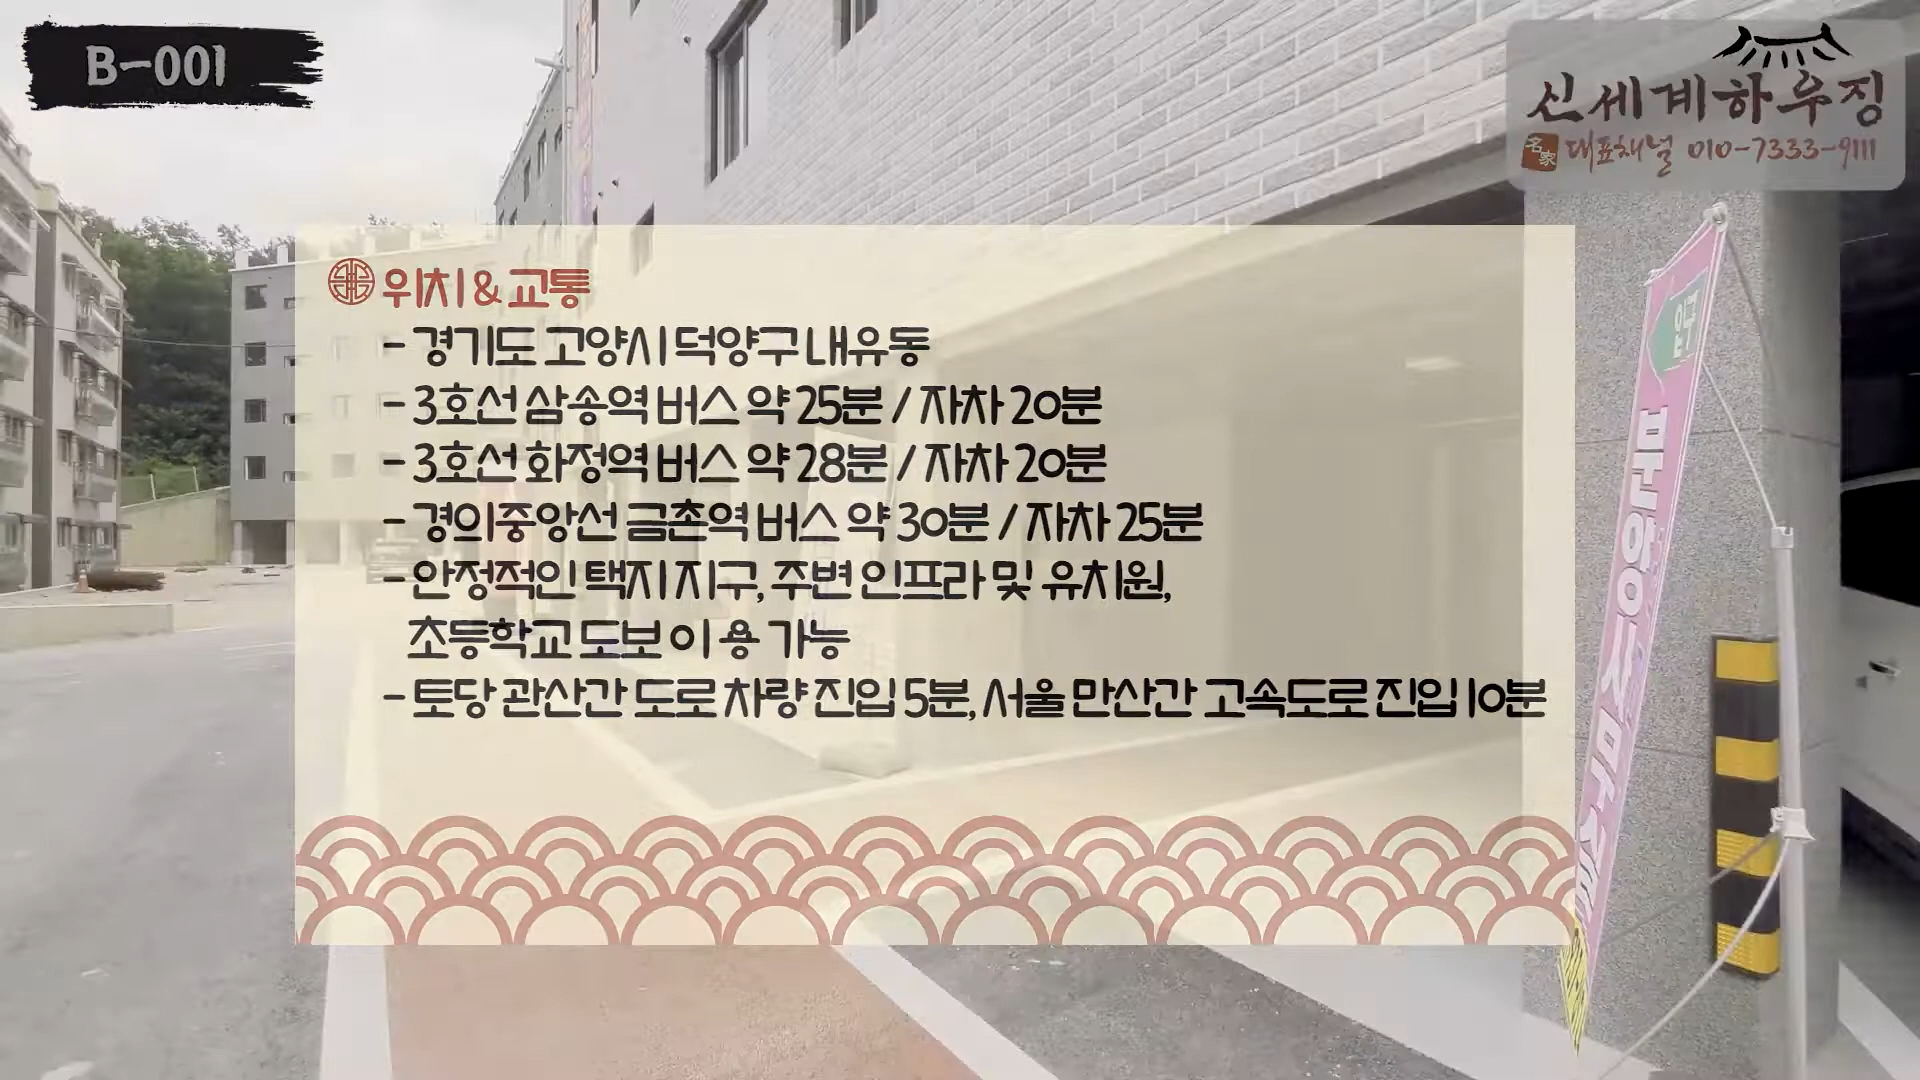 B-001
신세계하우징
名家 대표채널 010-7333-9111
위치 & 교통
- 경기도 고양시 덕양구 내유동
- 3호선 삼송역 버스 약 25분 / 자차 20분
- 3호선 화정역 버스 약 28분 / 자차 20분
- 경의중앙선 금촌역 버스 약 30분 / 자차 25분
- 안정적인 택지 지구, 주변 인프라 및 유치원,
초등학교 도보 이용 가능
- 토당 관산간 도로 차량 진입 5분, 서울 만산간 고속도로 진입 10분